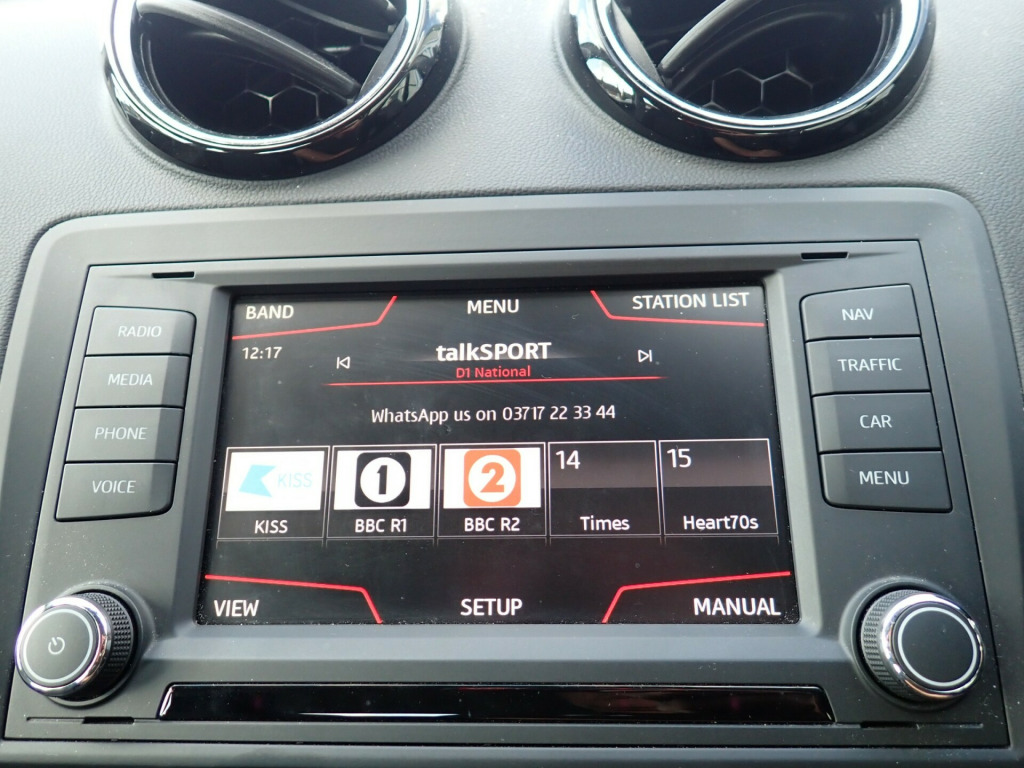 BAND MENU STATION LIST
12:17 talkSPORT
D1 National
WhatsApp us on 03717 22 33 44
KISS 1 2 14 15
KISS BBC R1 BBC R2 Times Heart70s
VIEW SETUP MANUAL
RADIO
MEDIA
PHONE
VOICE
NAV
TRAFFIC
CAR
MENU